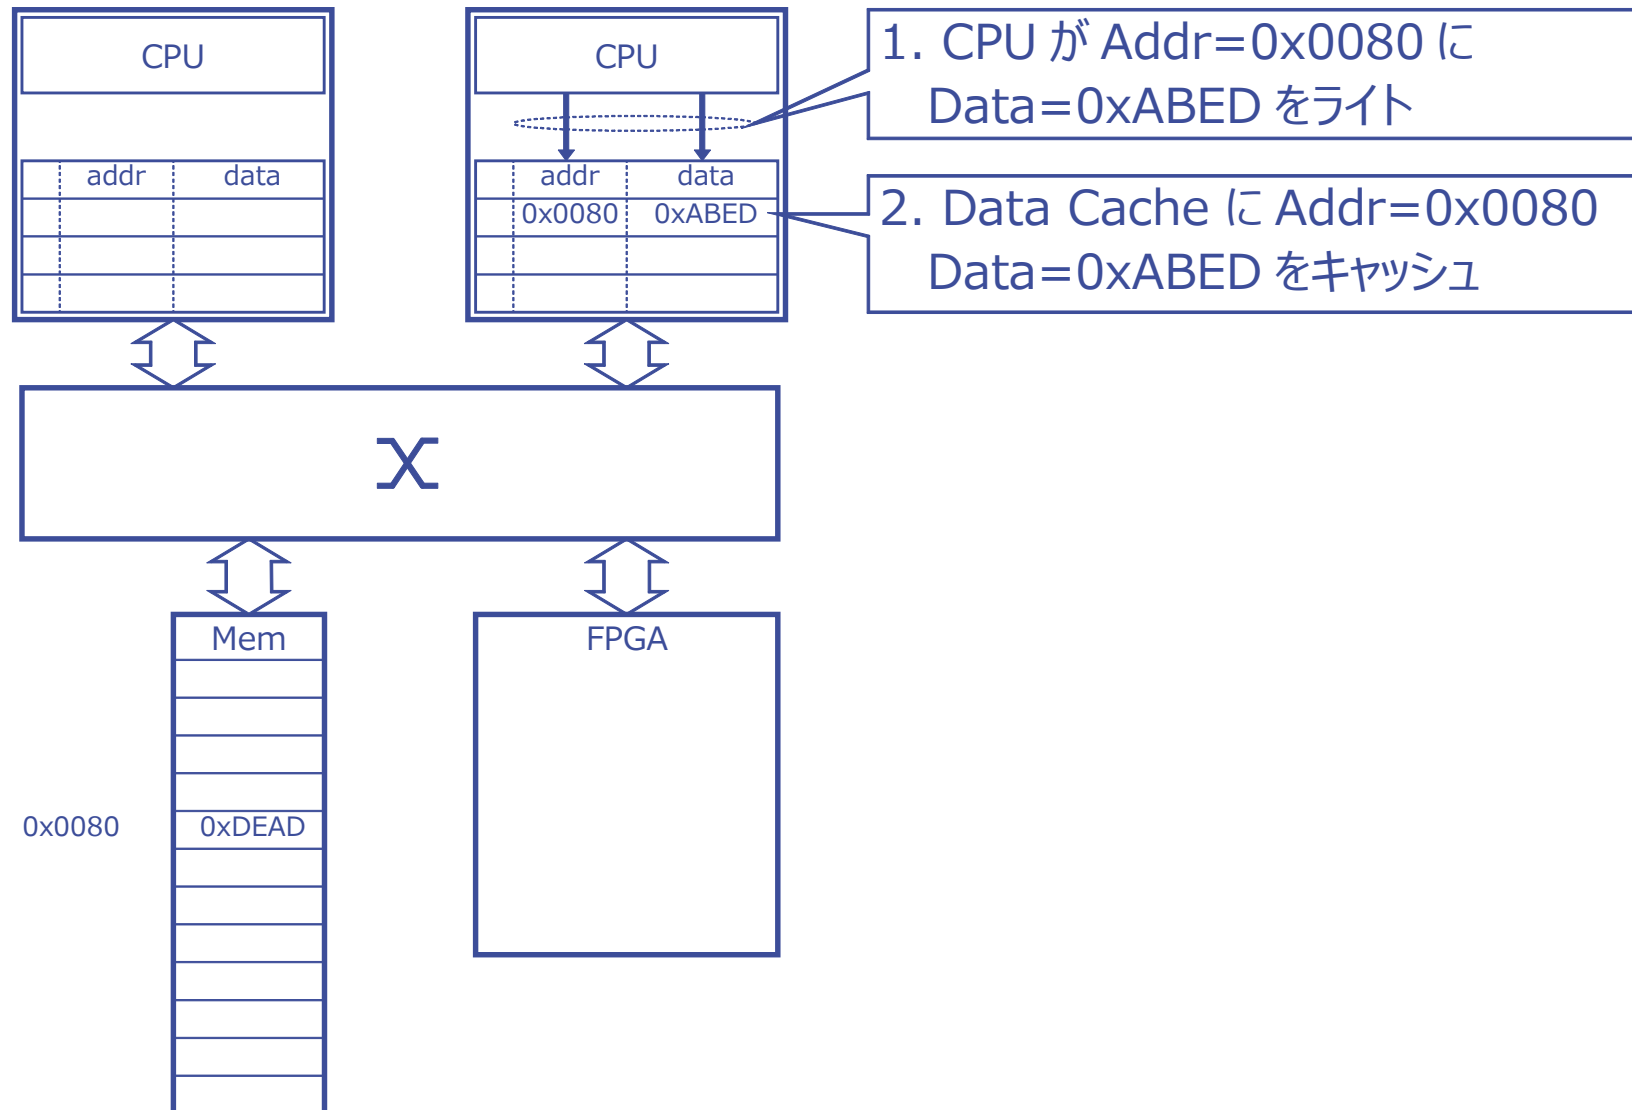 CPU
addr data
CPU
addr data
0x0080 0xABED
1. CPU が Addr=0x0080 に
Data=0xABED をライト
2. Data Cache に Addr=0x0080
Data=0xABED をキャッシュ
Mem
0x0080 0xDEAD
FPGA